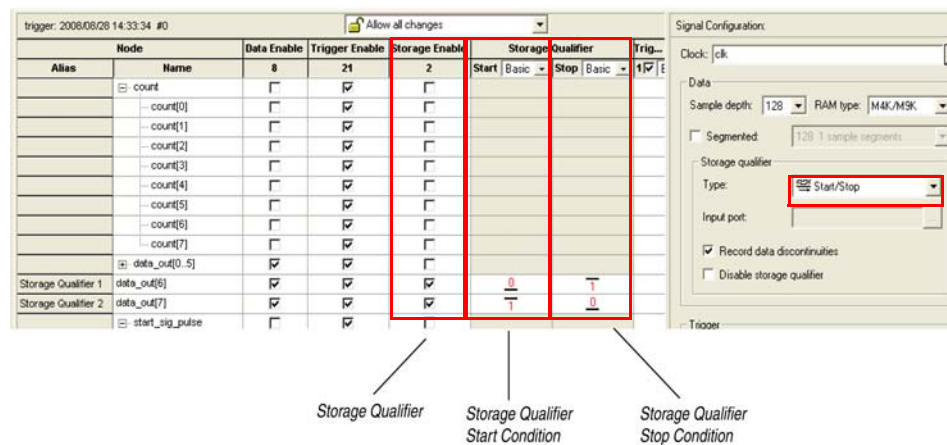 trigger: 2008/08/28 14:33:34 #0
Allow all changes
Node Data Enable Trigger Enable Storage Enable Storage Qualifier Trig...
Alias Name 8 21 2 Start Basic Stop Basic 1
count
count[0]
count[1]
count[2]
count[3]
count[4]
count[5]
count[6]
count[7]
data_out[0..5]
Storage Qualifier 1 data_out[6] 0 1
Storage Qualifier 2 data_out[7] 1 0
start_sig_pulse
Signal Configuration:
Clock: clk
Data
Sample depth: 128 RAM type: M4K/M9K
Segmented: 128 1 sample segments
Storage qualifier
Type: Start/Stop
Input port:
Record data discontinuities
Disable storage qualifier
Trigger
Storage Qualifier
Storage Qualifier
Start Condition
Storage Qualifier
Stop Condition